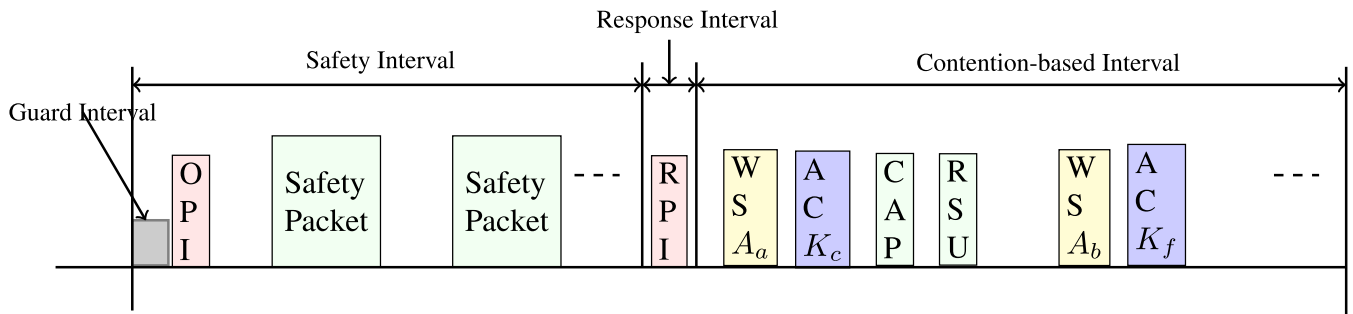 Response Interval
Safety Interval
Contention-based Interval
Guard Interval
O
P
I
Safety
Packet
Safety
Packet
R
P
I
W
S
A_a
A
C
K_c
C
A
P
R
S
U
W
S
A_b
A
C
K_f